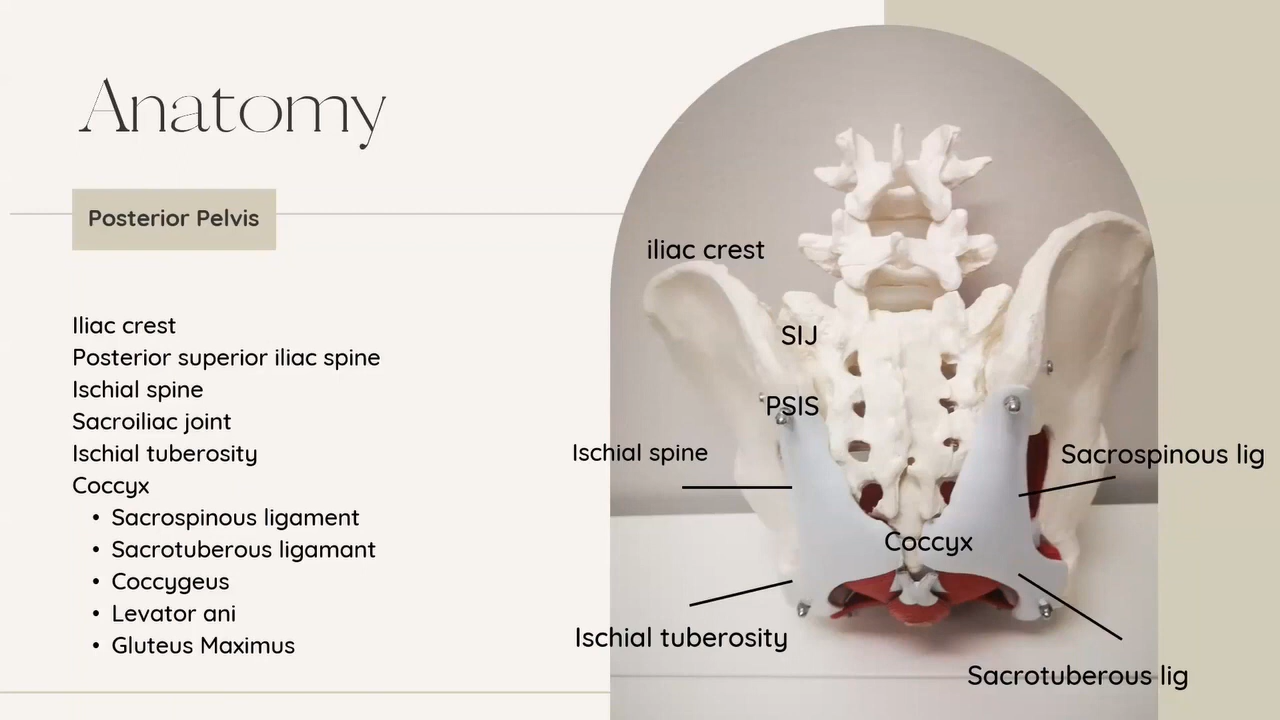 Anatomy
Posterior Pelvis
Iliac crest
Posterior superior iliac spine
Ischial spine
Sacroiliac joint
Ischial tuberosity
Coccyx
• Sacrospinous ligament
• Sacrotuberous ligamant
• Coccygeus
• Levator ani
• Gluteus Maximus
iliac crest
SIJ
PSIS
Ischial spine
Sacrospinous lig
Coccyx
Ischial tuberosity
Sacrotuberous lig